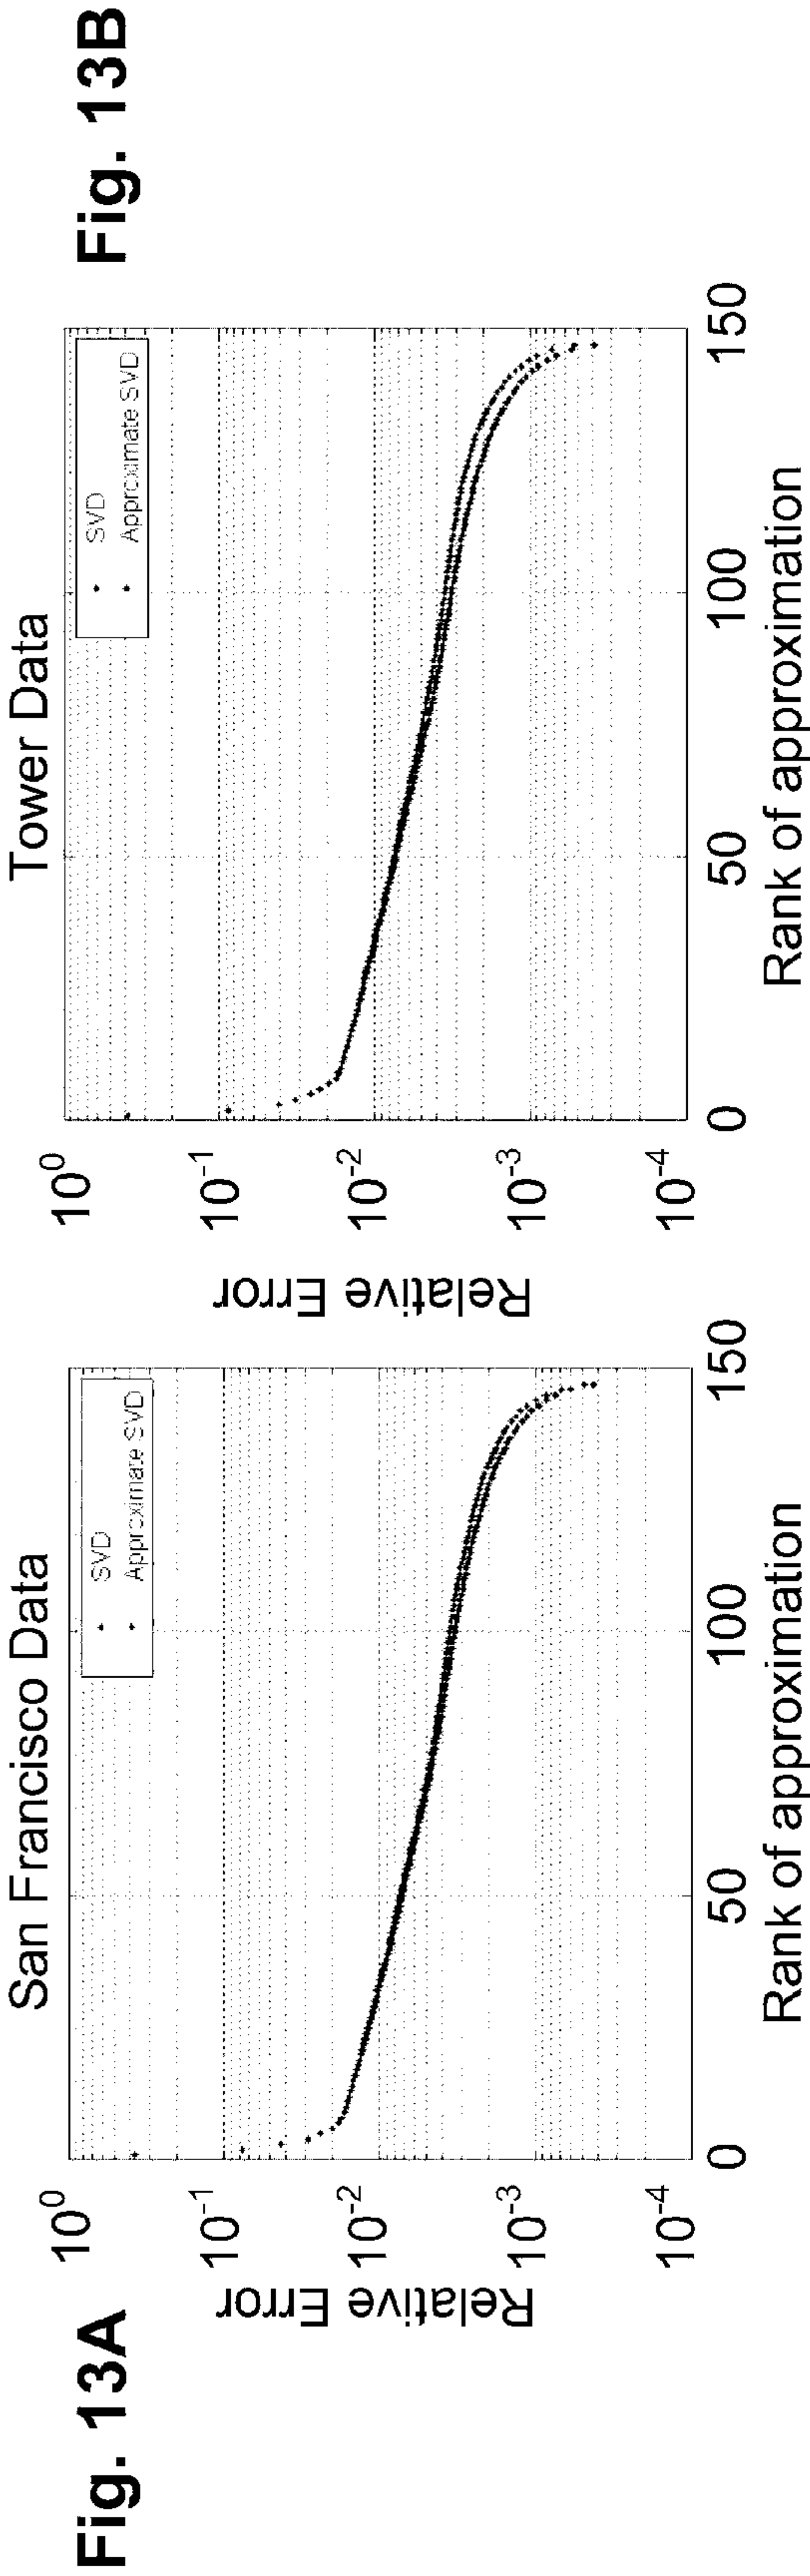 Fig. 13A
San Francisco Data
SVD
Approximate SVD
Relative Error
10^0
10^-1
10^-2
10^-3
10^-4
0
50
100
150
Rank of approximation
Fig. 13B
Tower Data
SVD
Approximate SVD
Relative Error
10^0
10^-1
10^-2
10^-3
10^-4
0
50
100
150
Rank of approximation